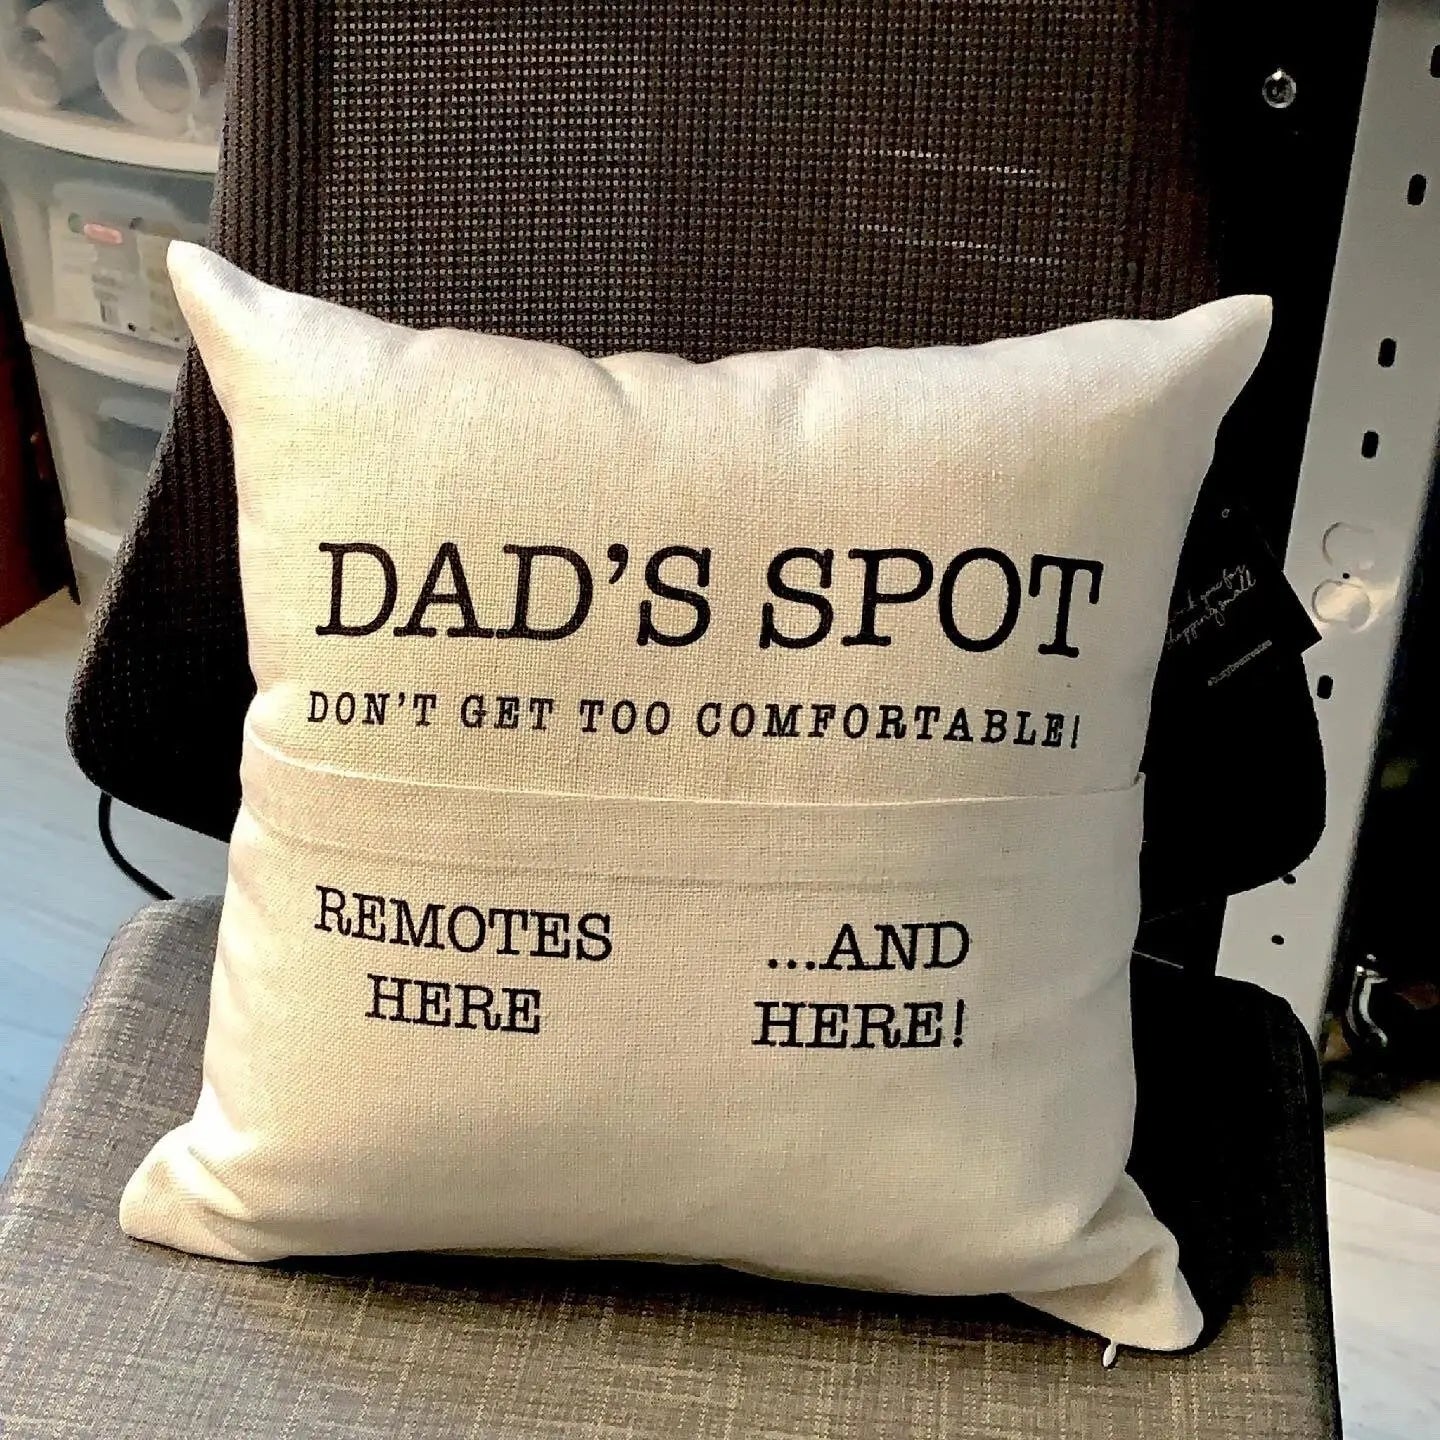 DAD'S SPOT
DON'T GET TOO COMFORTABLE!
REMOTES
HERE
...AND
HERE!